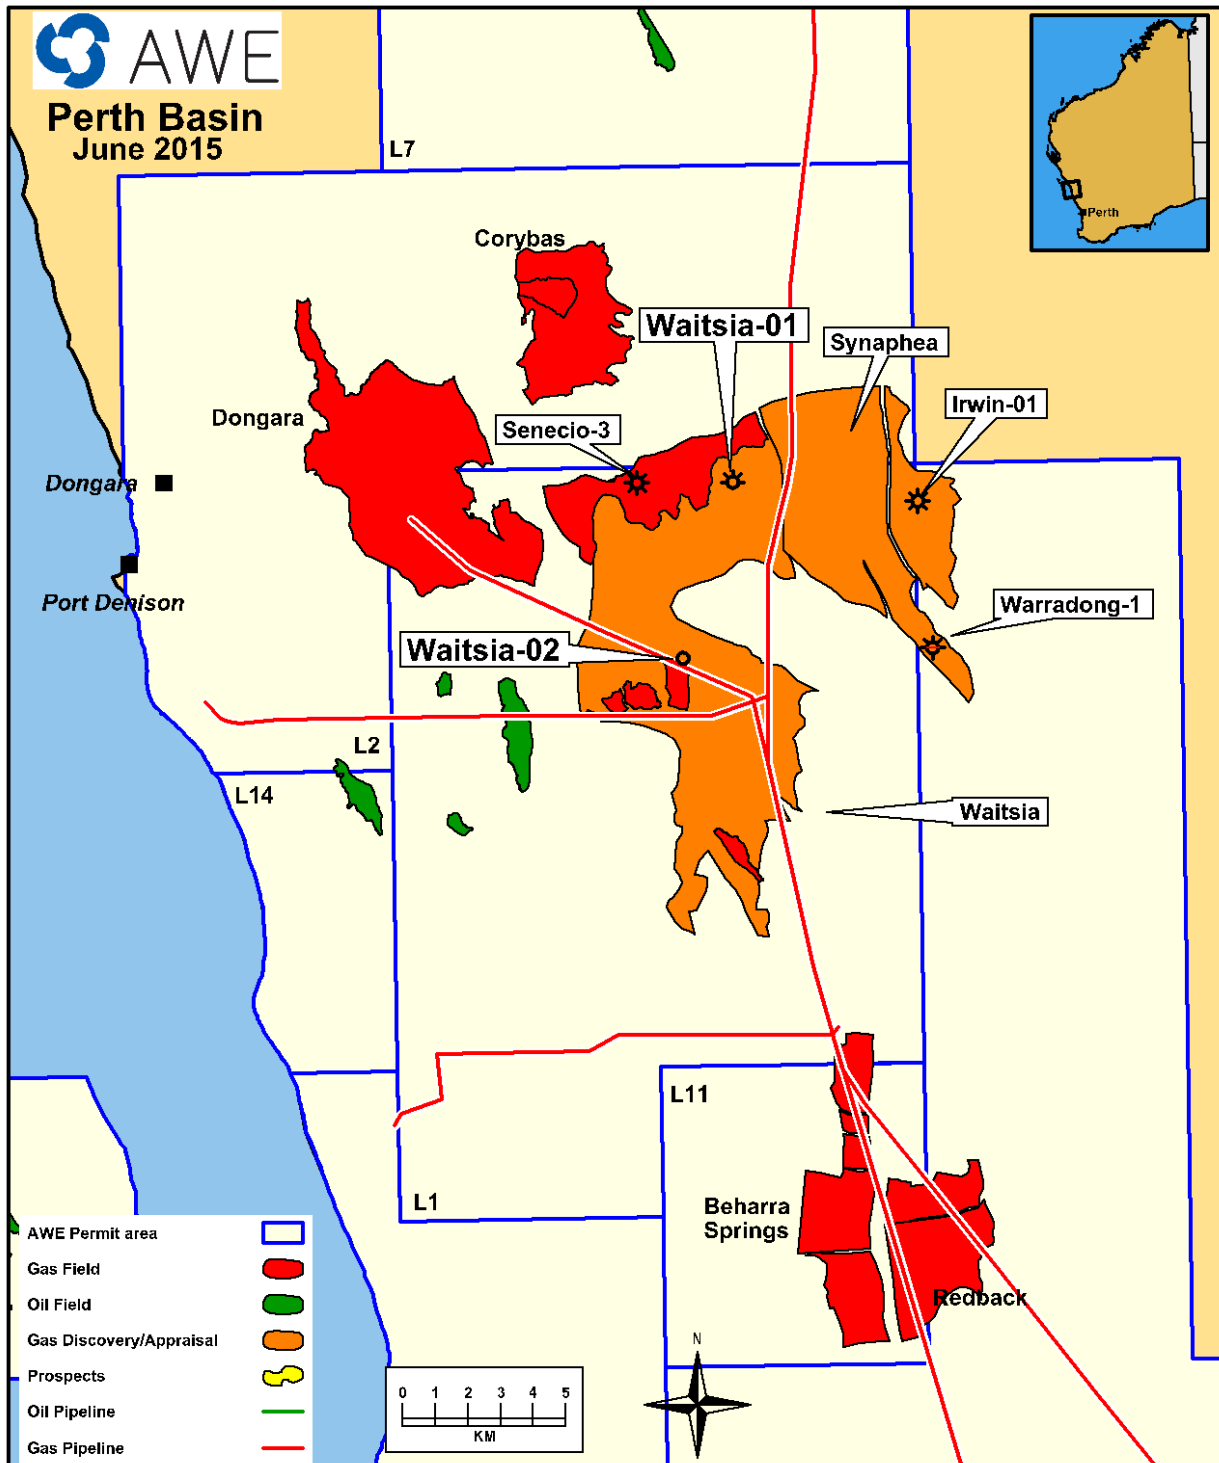 AWE
Perth Basin
June 2015
L7
Perth
Corybas
Waitsia-01
Synaphea
Irwin-01
Dongara
Senecio-3
Dongara
Port Denison
Warradong-1
Waitsia-02
L2
L14
Waitsia
L11
L1
Beharra
Springs
Redback
AWE Permit area
Gas Field
Oil Field
Gas Discovery/Appraisal
Prospects
Oil Pipeline
Gas Pipeline
0 1 2 3 4 5
KM
N